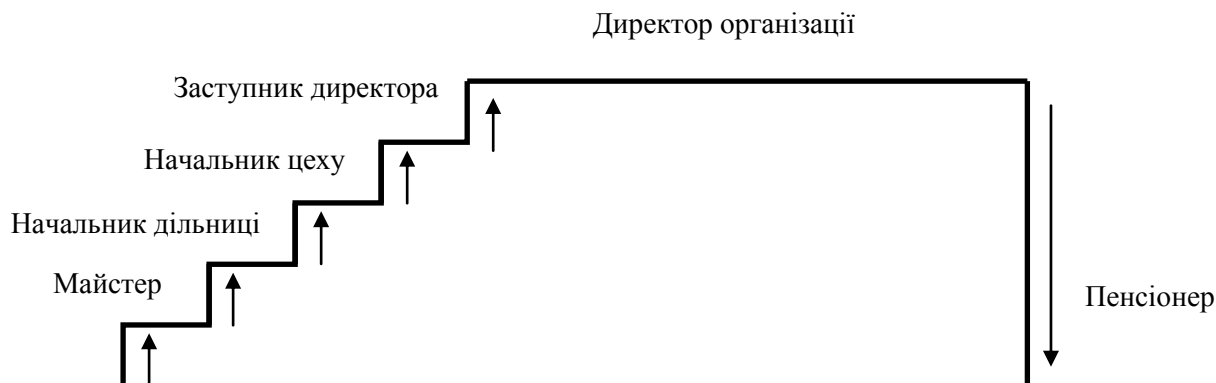 Директор організації
Заступник директора
Начальник цеху
Начальник дільниці
Майстер
Пенсіонер